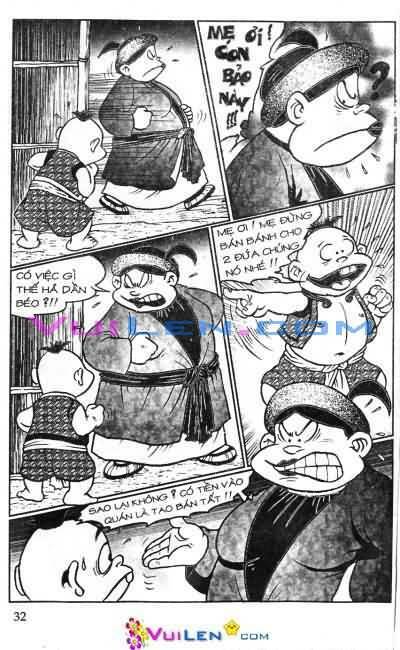 MẸ ƠI!
CON
BẢO
NÀY
!!!
?
MẸ ƠI! MẸ ĐỪNG
BÁN BÁNH CHO
2 ĐỨA CHÚNG
NÓ NHÉ!!
CÓ VIỆC GÌ
THẾ HẢ DẦN
BÉO?!!
VUILEN.COM
SAO LẠI KHÔNG? CÓ TIỀN VÀO
QUÁN LÀ TAO BÁN TẤT!!
32
VUILEN COM